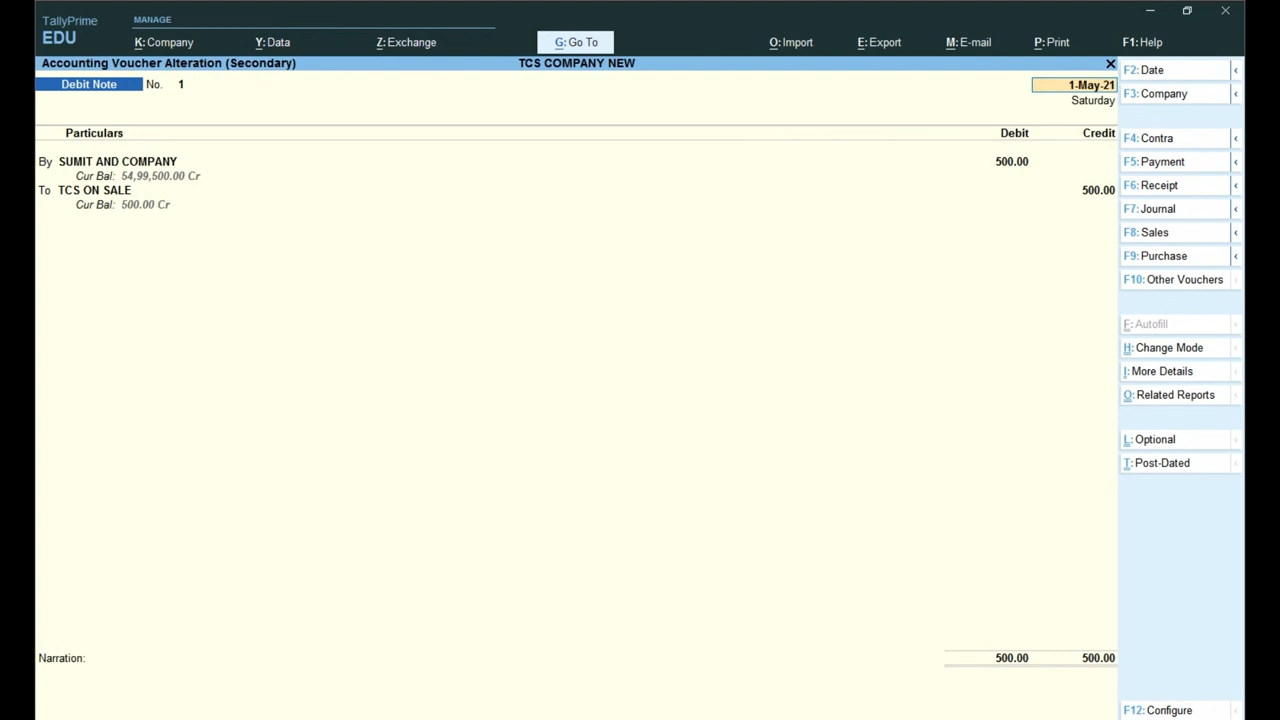 TallyPrime
EDU
MANAGE
K: Company
Y: Data
Z: Exchange
G: Go To
O: Import
E: Export
M: E-mail
P: Print
F1: Help
Accounting Voucher Alteration (Secondary)
TCS COMPANY NEW
Debit Note No. 1
1-May-21
Saturday
Particulars Debit Credit
By SUMIT AND COMPANY 500.00
Cur Bal: 54,99,500.00 Cr
To TCS ON SALE 500.00
Cur Bal: 500.00 Cr
Narration: 500.00 500.00
F2: Date
F3: Company
F4: Contra
F5: Payment
F6: Receipt
F7: Journal
F8: Sales
F9: Purchase
F10: Other Vouchers
F: Autofill
H: Change Mode
I: More Details
O: Related Reports
L: Optional
T: Post-Dated
F12: Configure